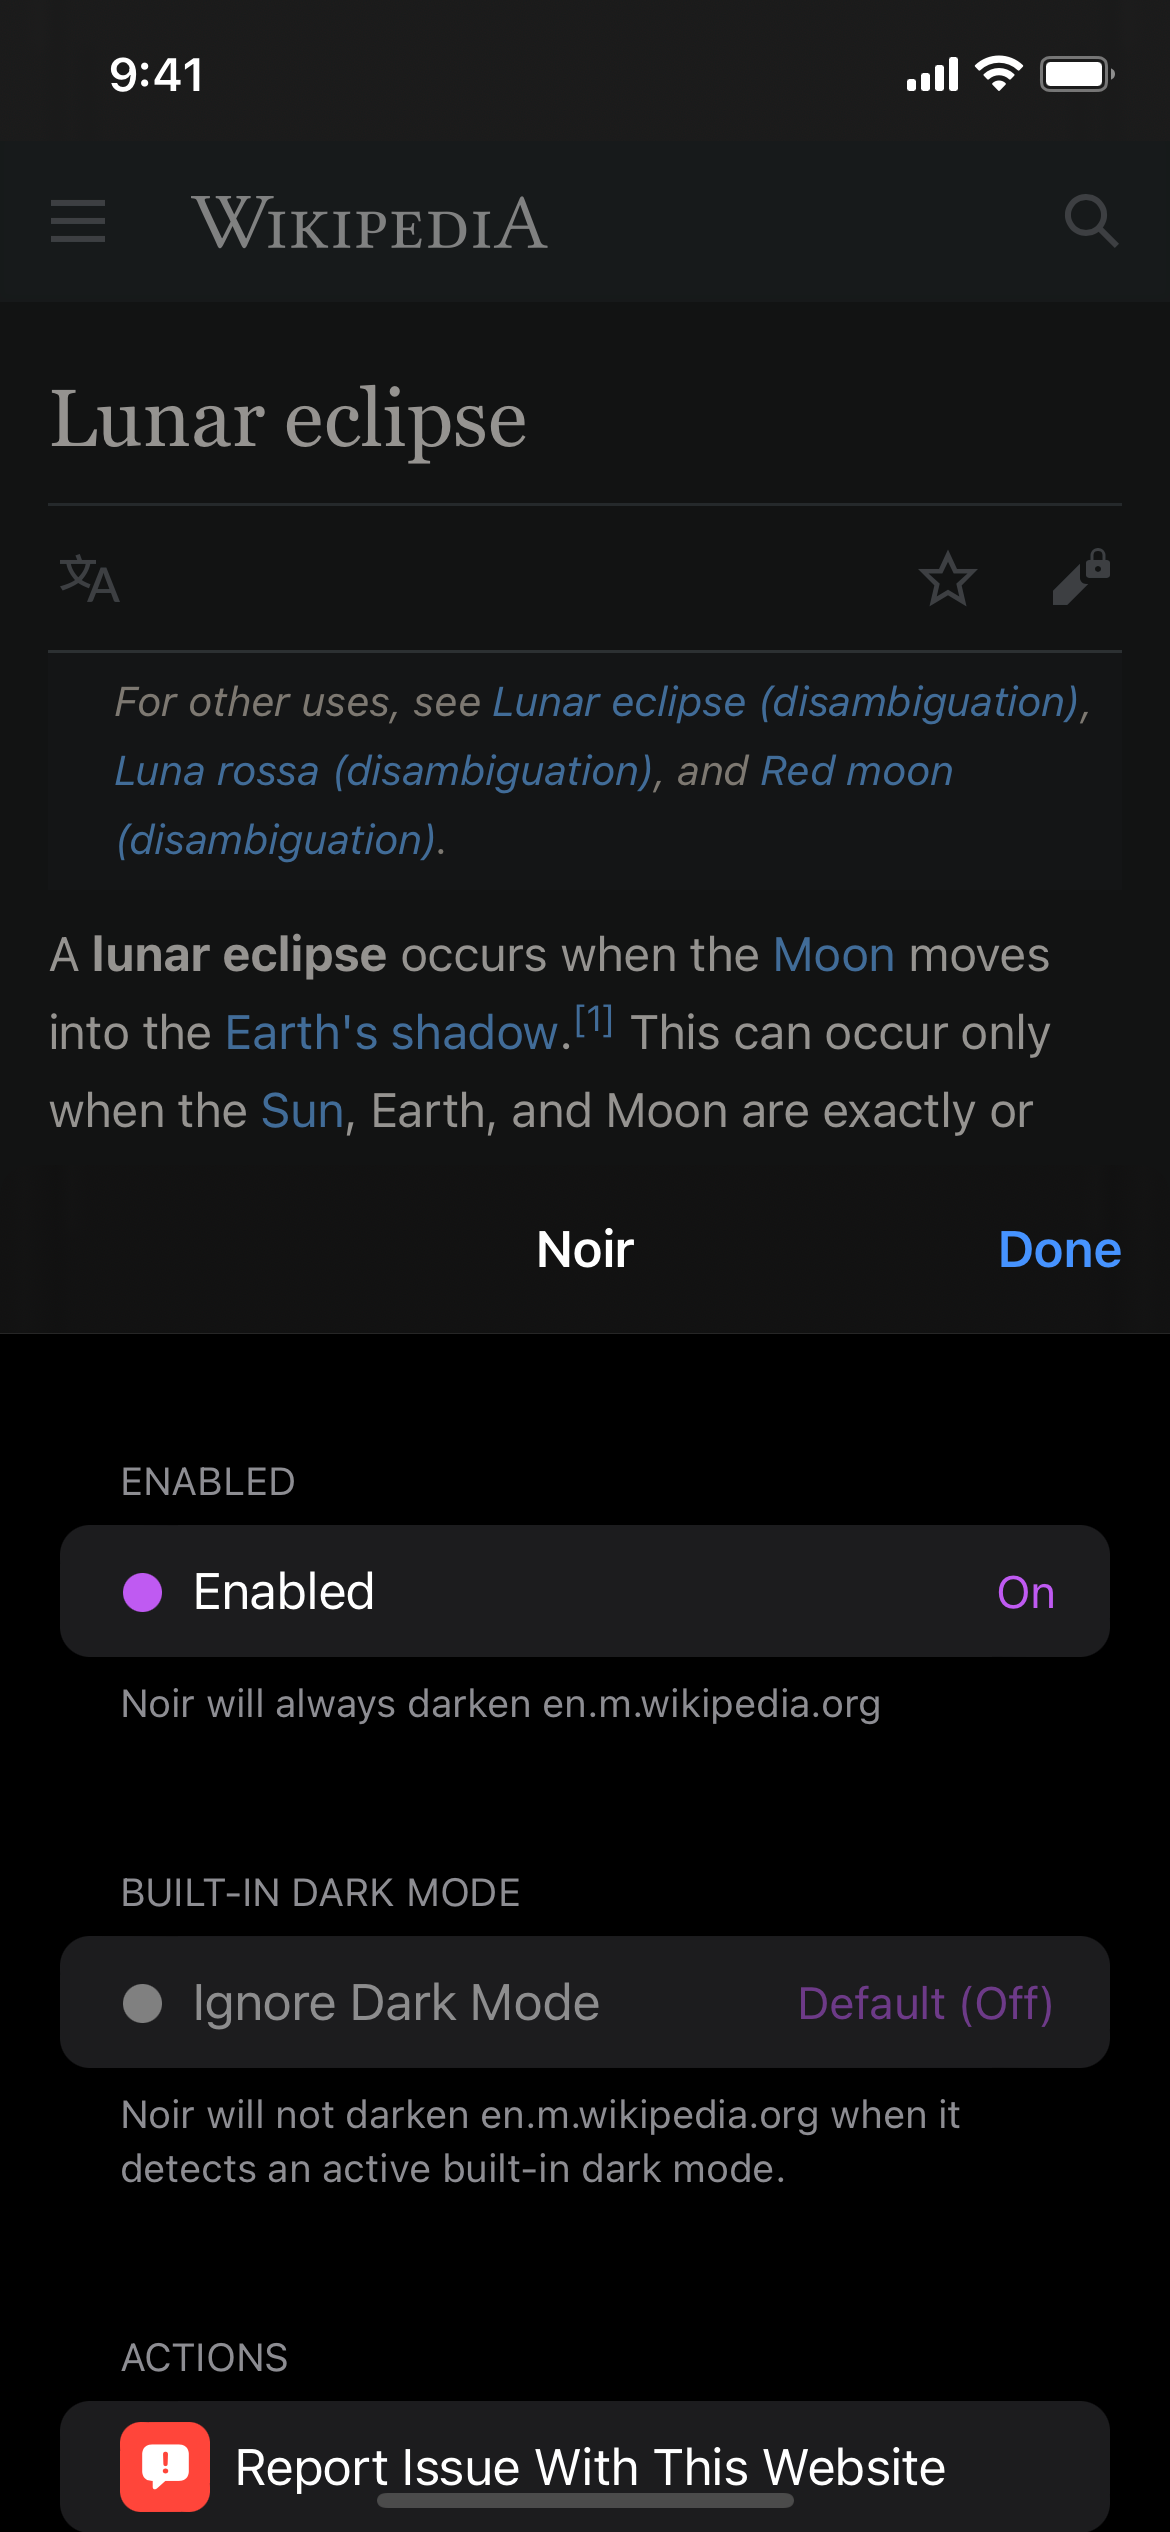 9:41
WIKIPEDIA
Lunar eclipse
文A
For other uses, see Lunar eclipse (disambiguation),
Luna rossa (disambiguation), and Red moon
(disambiguation).
A lunar eclipse occurs when the Moon moves
into the Earth's shadow.[1] This can occur only
when the Sun, Earth, and Moon are exactly or
Noir
Done
ENABLED
Enabled
On
Noir will always darken en.m.wikipedia.org
BUILT-IN DARK MODE
Ignore Dark Mode
Default (Off)
Noir will not darken en.m.wikipedia.org when it
detects an active built-in dark mode.
ACTIONS
Report Issue With This Website